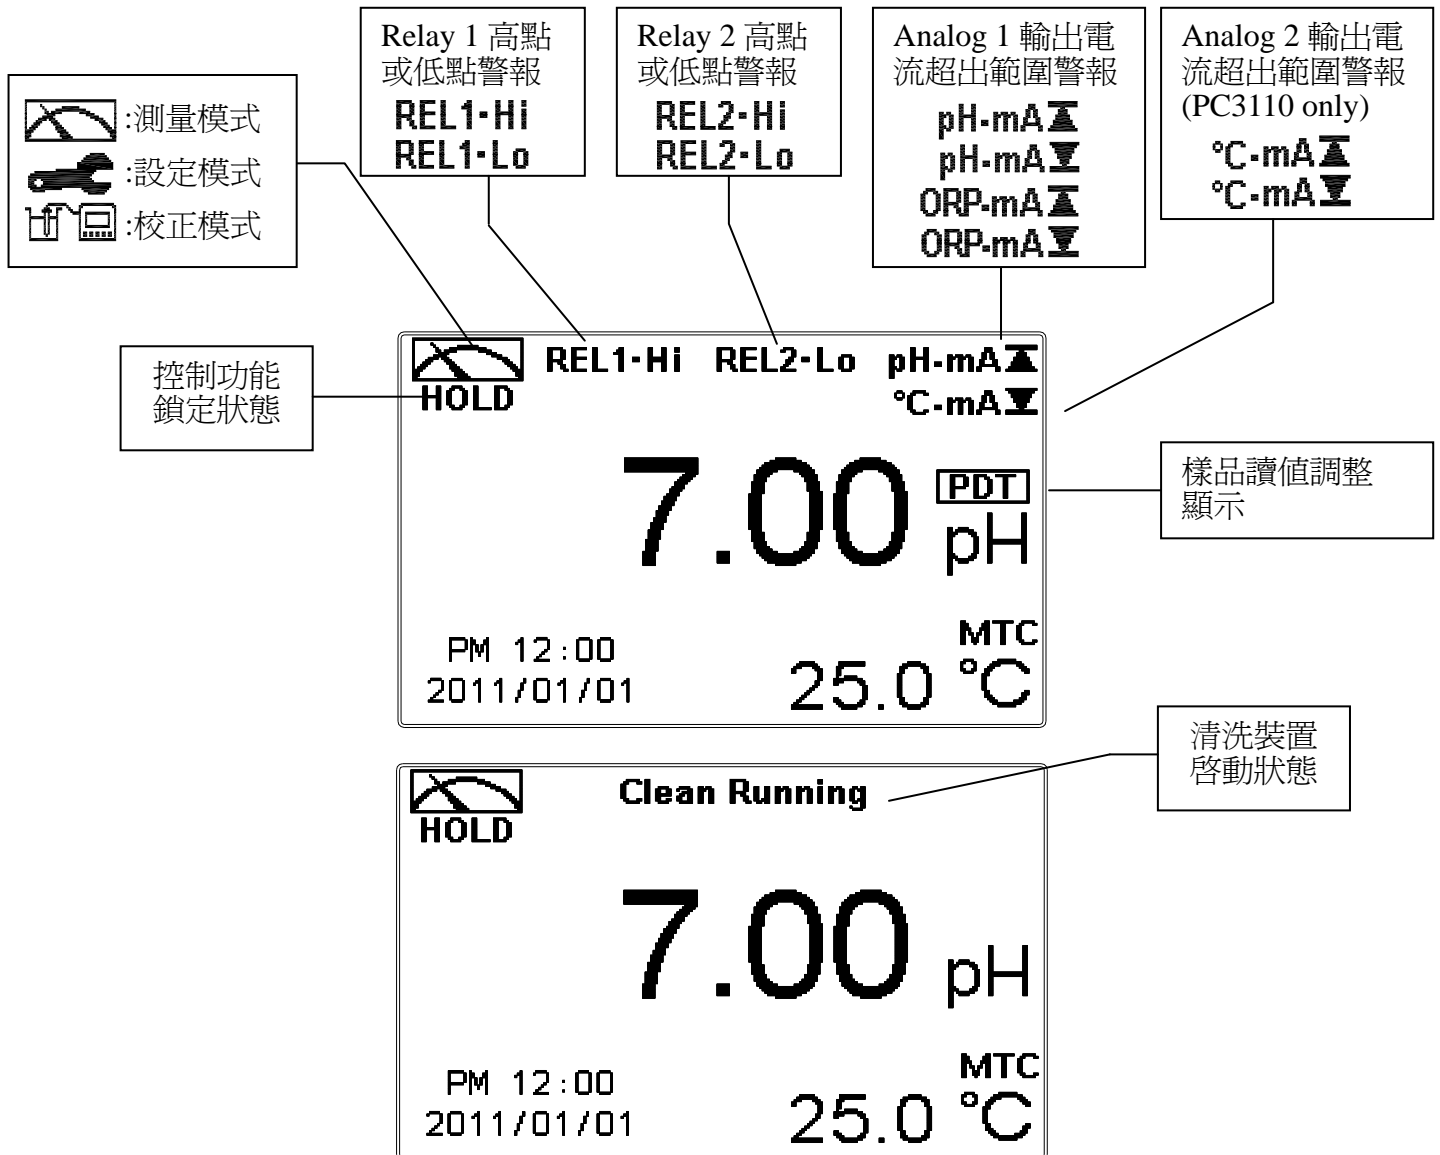 Relay 1 高點
或低點警報
REL1-Hi
REL1-Lo
Relay 2 高點
或低點警報
REL2-Hi
REL2-Lo
Analog 1 輸出電
流超出範圍警報
pH-mA
pH-mA
ORP-mA
ORP-mA
Analog 2 輸出電
流超出範圍警報
(PC3110 only)
°C-mA
°C-mA
:測量模式
:設定模式
:校正模式
控制功能
鎖定狀態
REL1-Hi REL2-Lo pH-mA
HOLD °C-mA
7.00 PDT
pH
樣品讀值調整
顯示
MTC
PM 12:00
2011/01/01 25.0 °C
清洗裝置
啓動狀態
Clean Running
HOLD
7.00 pH
MTC
PM 12:00
2011/01/01 25.0 °C